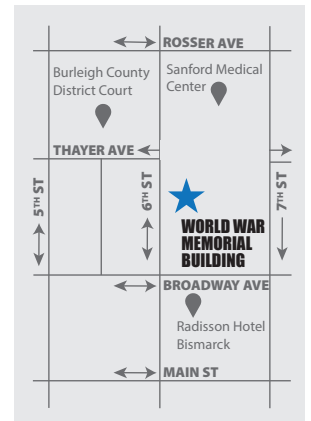 ROSSER AVE
Burleigh County
District Court
Sanford Medical
Center
THAYER AVE
5TH ST
6TH ST
7TH ST
WORLD WAR
MEMORIAL
BUILDING
BROADWAY AVE
Radisson Hotel
Bismarck
MAIN ST